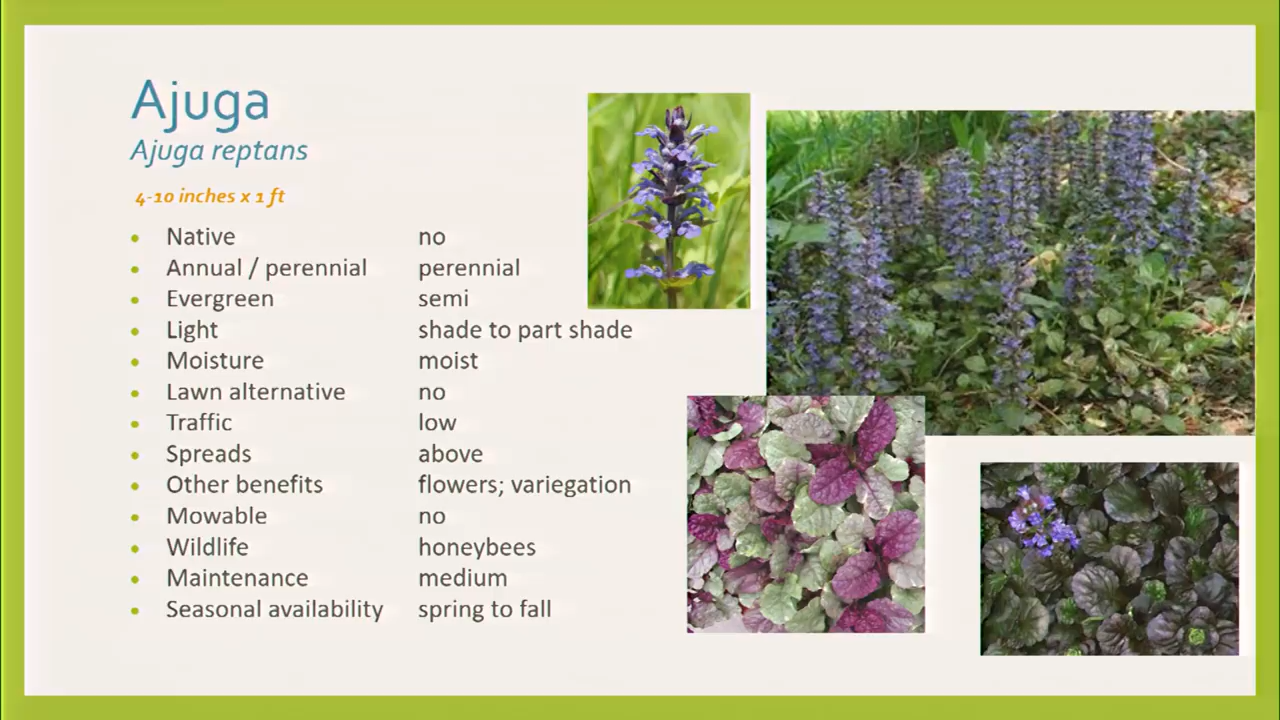 Ajuga
Ajuga reptans
4-10 inches x 1 ft
• Native no
• Annual / perennial perennial
• Evergreen semi
• Light shade to part shade
• Moisture moist
• Lawn alternative no
• Traffic low
• Spreads above
• Other benefits flowers; variegation
• Mowable no
• Wildlife honeybees
• Maintenance medium
• Seasonal availability spring to fall